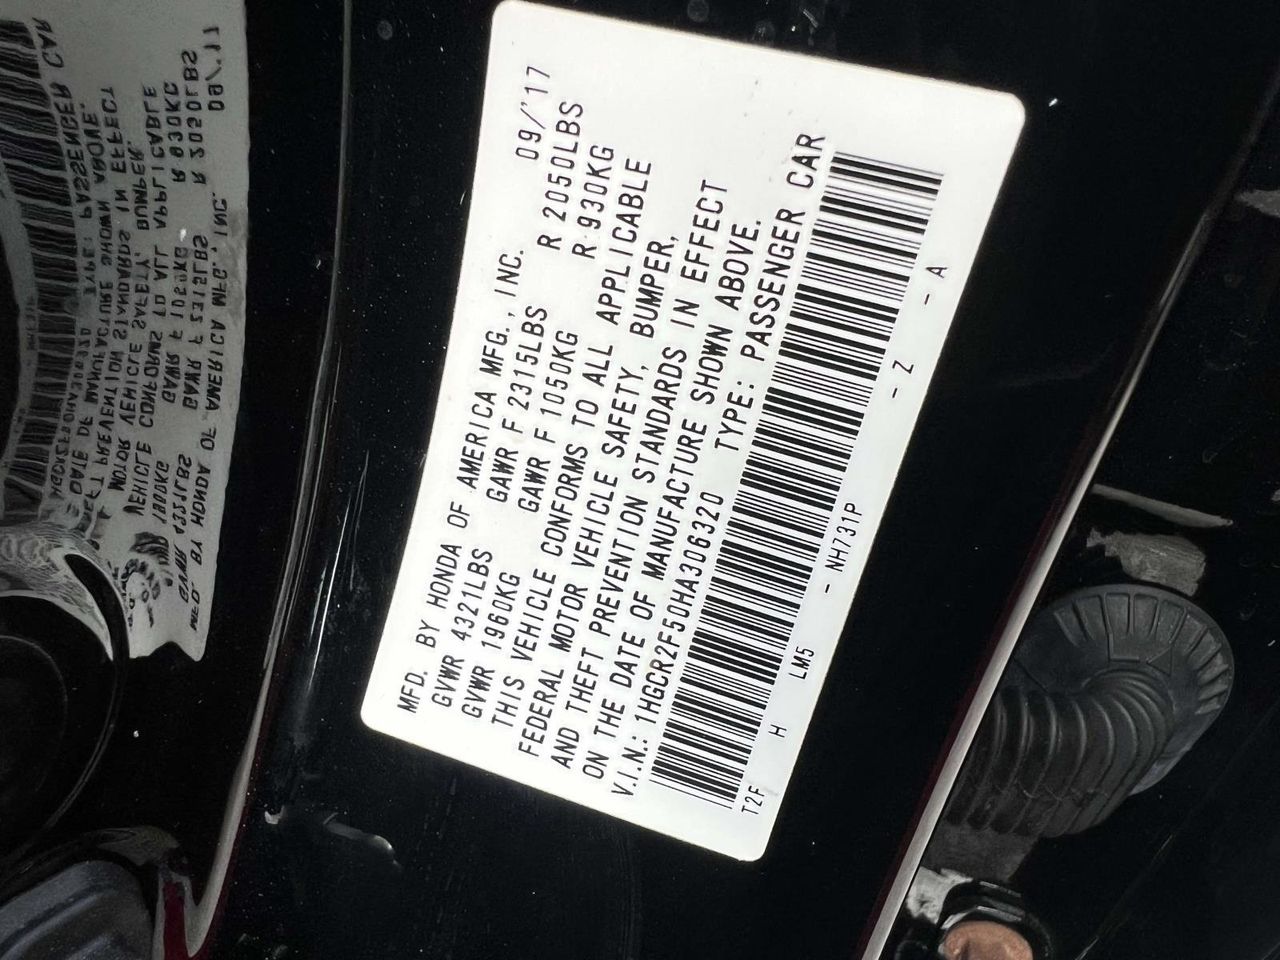 MFD. BY HONDA OF AMERICA MFG., INC. 09/'17
GVWR 4321LBS GAWR F 2315LBS R 2050LBS
GVWR 1960KG GAWR F 1050KG R 930KG
THIS VEHICLE CONFORMS TO ALL APPLICABLE
FEDERAL MOTOR VEHICLE SAFETY, BUMPER,
AND THEFT PREVENTION STANDARDS IN EFFECT
ON THE DATE OF MANUFACTURE SHOWN ABOVE.
V.I.N.: 1HGCR2F50HA306320 TYPE: PASSENGER CAR
T2F H LM5 - NH731P - Z - A